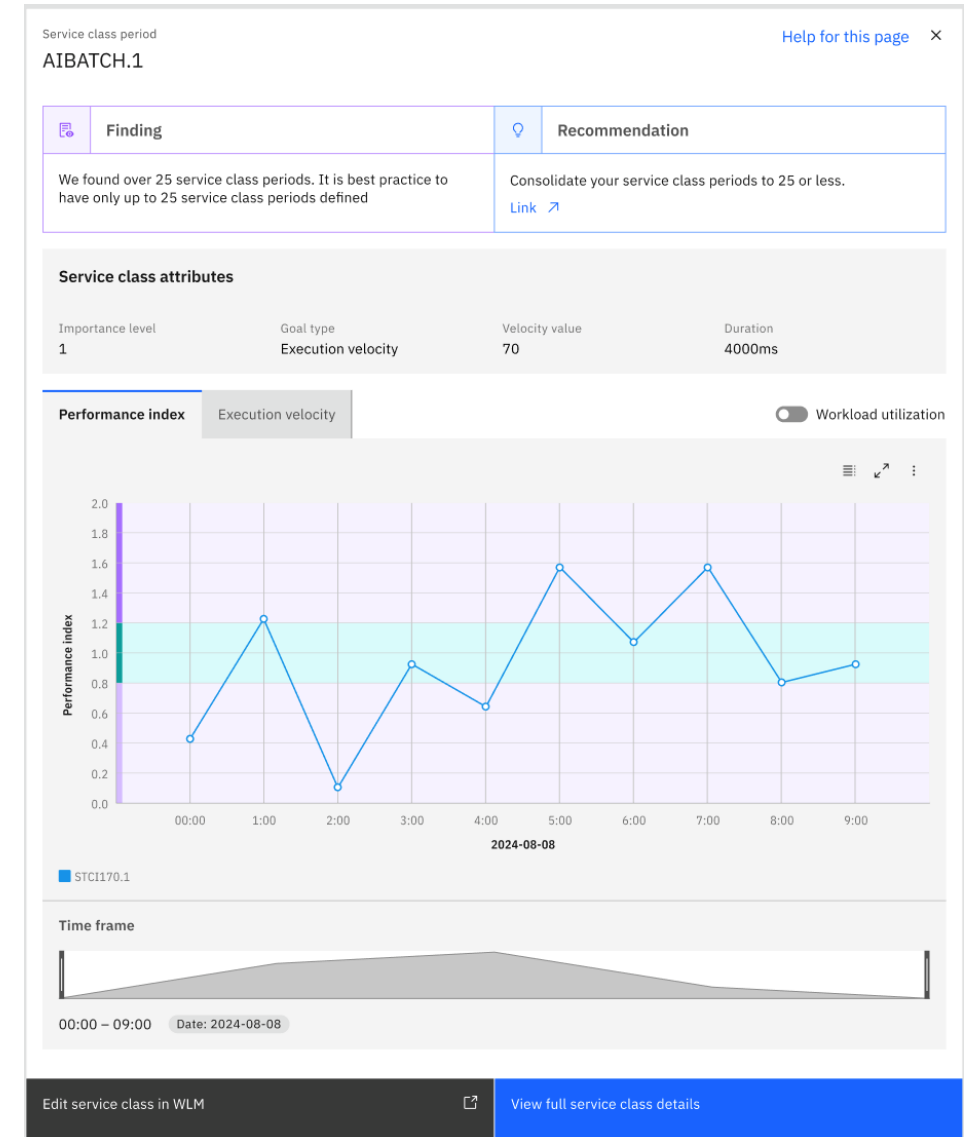 Service class period
Help for this page
AIBATCH.1
Finding
Recommendation
We found over 25 service class periods. It is best practice to
have only up to 25 service class periods defined
Consolidate your service class periods to 25 or less.
Link
Service class attributes
Importance level
Goal type
Velocity value
Duration
1
Execution velocity
70
4000ms
Performance index
Execution velocity
Workload utilization
2.0
1.8
1.6
1.4
1.2
1.0
0.8
0.6
0.4
0.2
0.0
Performance index
00:00
1:00
2:00
3:00
4:00
5:00
6:00
7:00
8:00
9:00
2024-08-08
STCI170.1
Time frame
00:00 – 09:00
Date: 2024-08-08
Edit service class in WLM
View full service class details